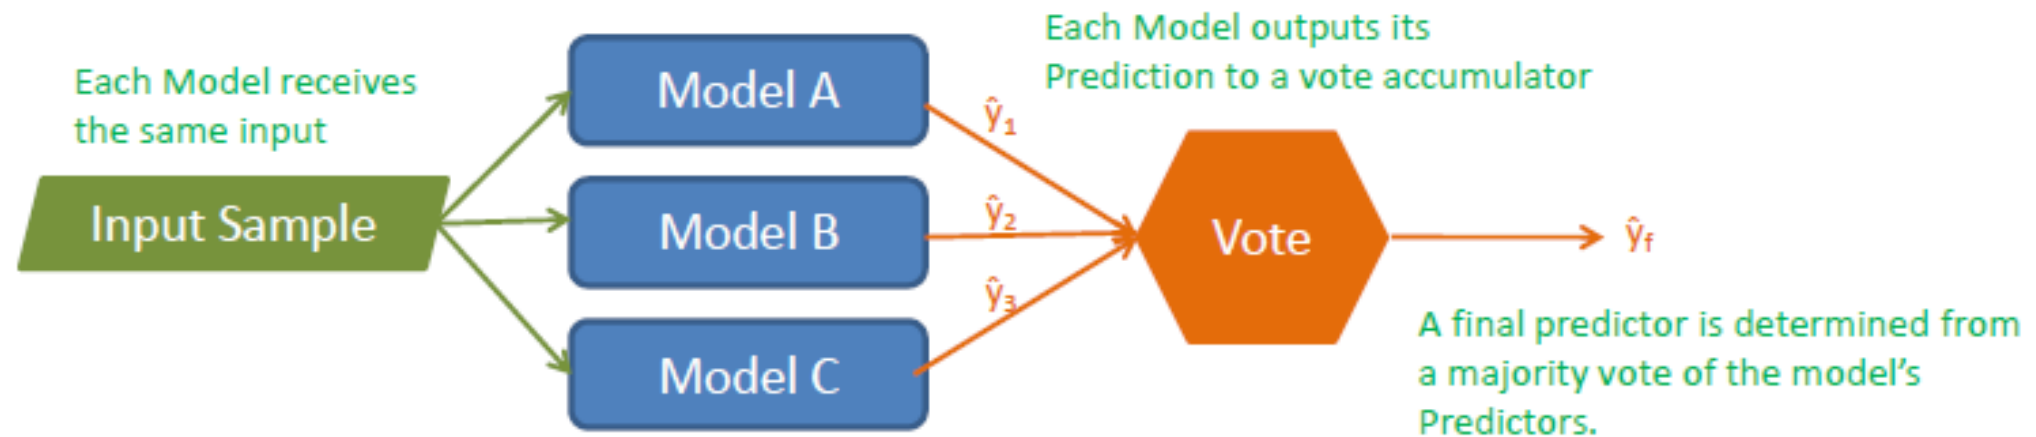 Each Model receives
the same input
Input Sample
Model A
Model B
Model C
Each Model outputs its
Prediction to a vote accumulator
ŷ₁
ŷ₂
ŷ₃
Vote
ŷf
A final predictor is determined from
a majority vote of the model’s
Predictors.